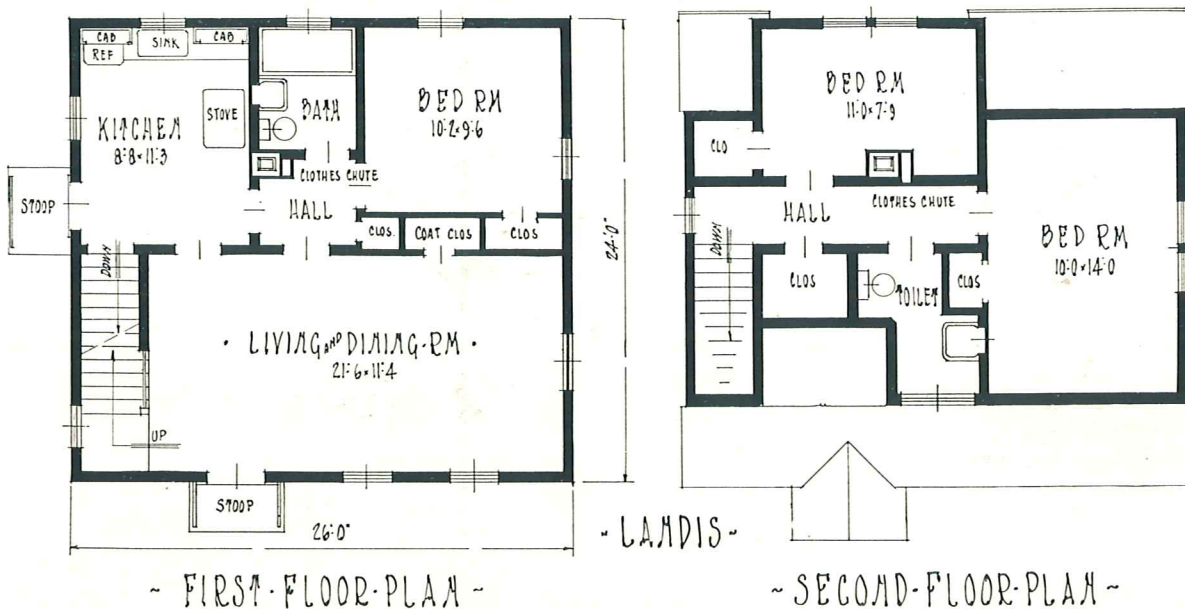 CAB
SINK
CAB
REF
STOVE
KITCHEN
8'-8×11'-3
BATH
BED RM
10'-2×9'-6
STOOP
CLOTHES CHUTE
HALL
CLOS.
COAT CLOS
CLOS
DOWN
LIVING AND DINING-RM
21'-6×11'-4
UP
STOOP
26'-0"
24'-0"
~ FIRST-FLOOR-PLAN ~
~ LANDIS ~
BED RM
11'-0×7'-9
CLO
HALL
CLOTHES CHUTE
DOWN
CLOS
TOILET
CLOS
BED RM
10'-0×14'-0
~ SECOND-FLOOR-PLAN ~